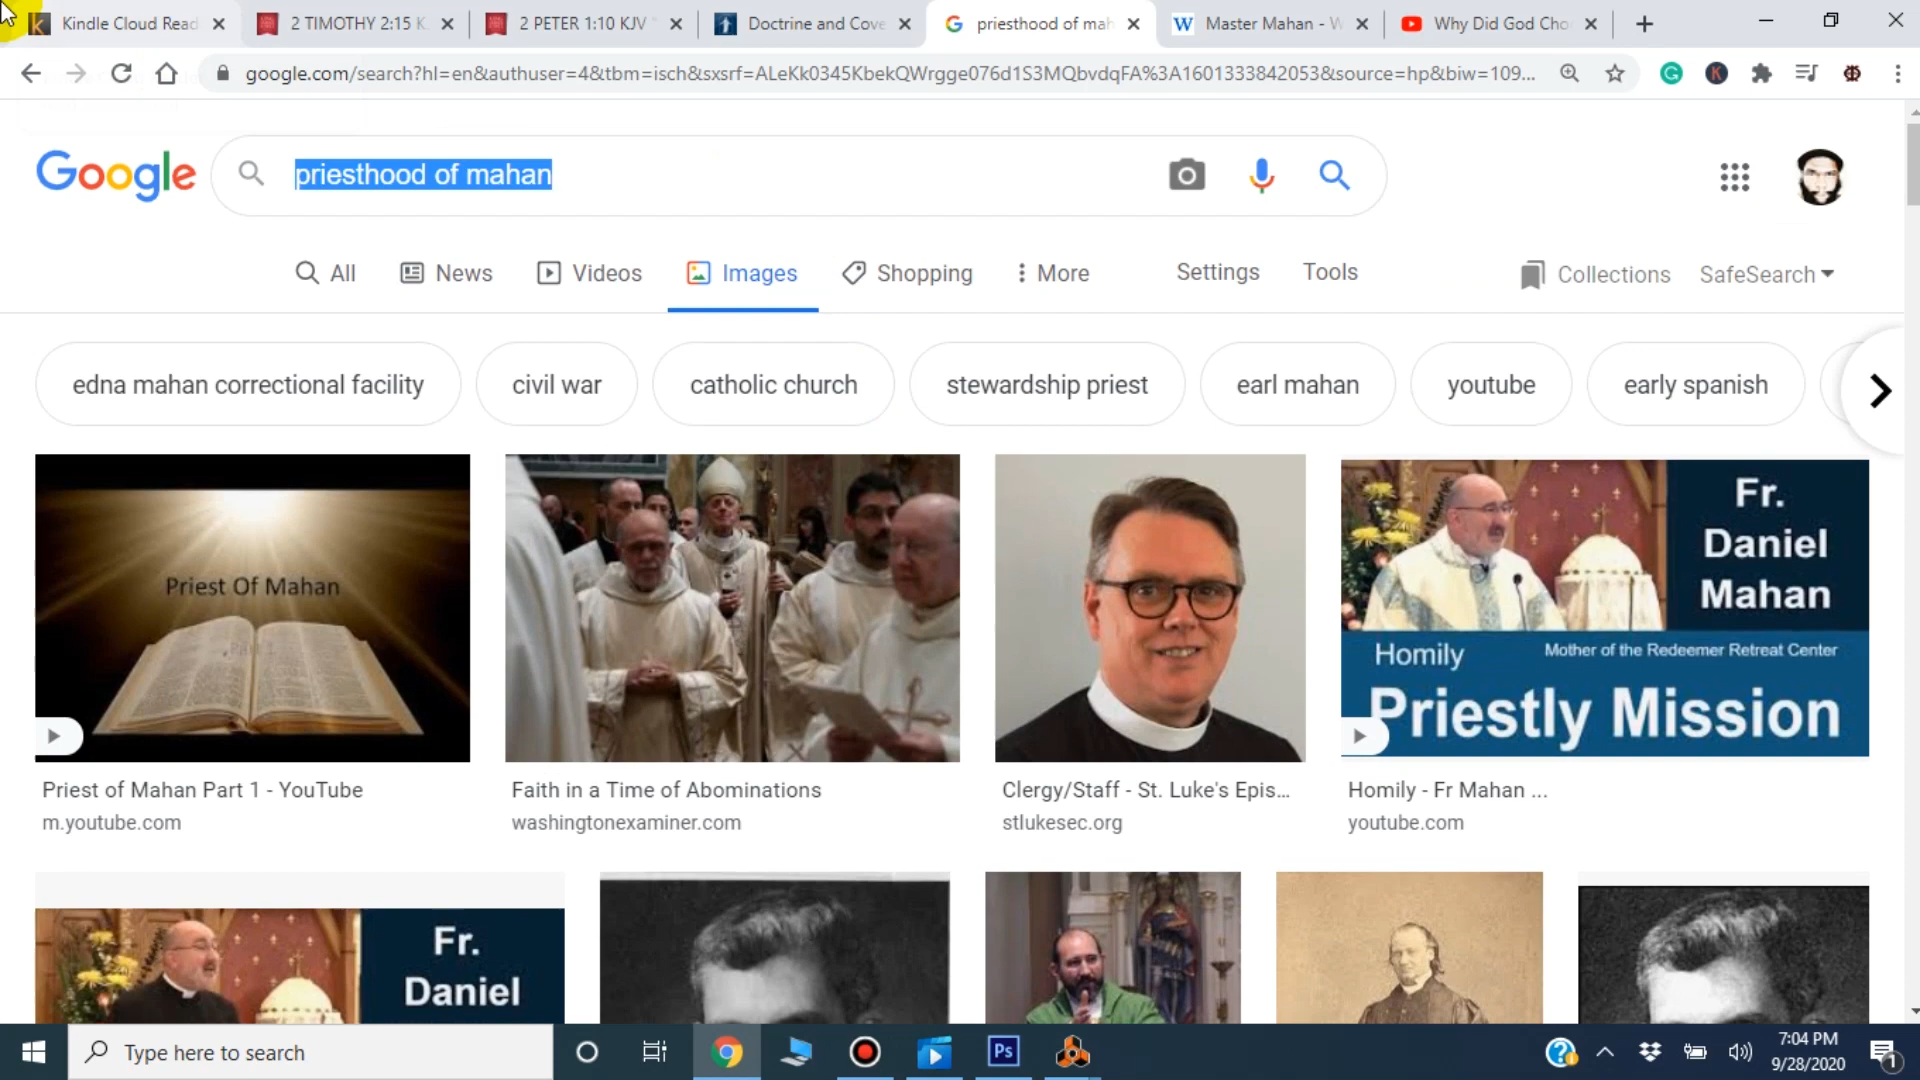 Kindle Cloud Read
2 TIMOTHY 2:15 K
2 PETER 1:10 KJV
Doctrine and Cove
priesthood of mah
Master Mahan - W
Why Did God Cho
google.com/search?hl=en&authuser=4&tbm=isch&sxsrf=ALeKk0345KbekQWrgge076d1S3MQbvdqFA%3A1601333842053&source=hp&biw=109...
Google
priesthood of mahan
All
News
Videos
Images
Shopping
More
Settings
Tools
Collections
SafeSearch
edna mahan correctional facility
civil war
catholic church
stewardship priest
earl mahan
youtube
early spanish
Priest Of Mahan
Part 1
Fr.
Daniel
Mahan
Homily
Mother of the Redeemer Retreat Center
Priestly Mission
Priest of Mahan Part 1 - YouTube
m.youtube.com
Faith in a Time of Abominations
washingtonexaminer.com
Clergy/Staff - St. Luke's Epis...
stlukesec.org
Homily - Fr Mahan ...
youtube.com
Fr.
Daniel
Type here to search
Ps
7:04 PM
9/28/2020
1